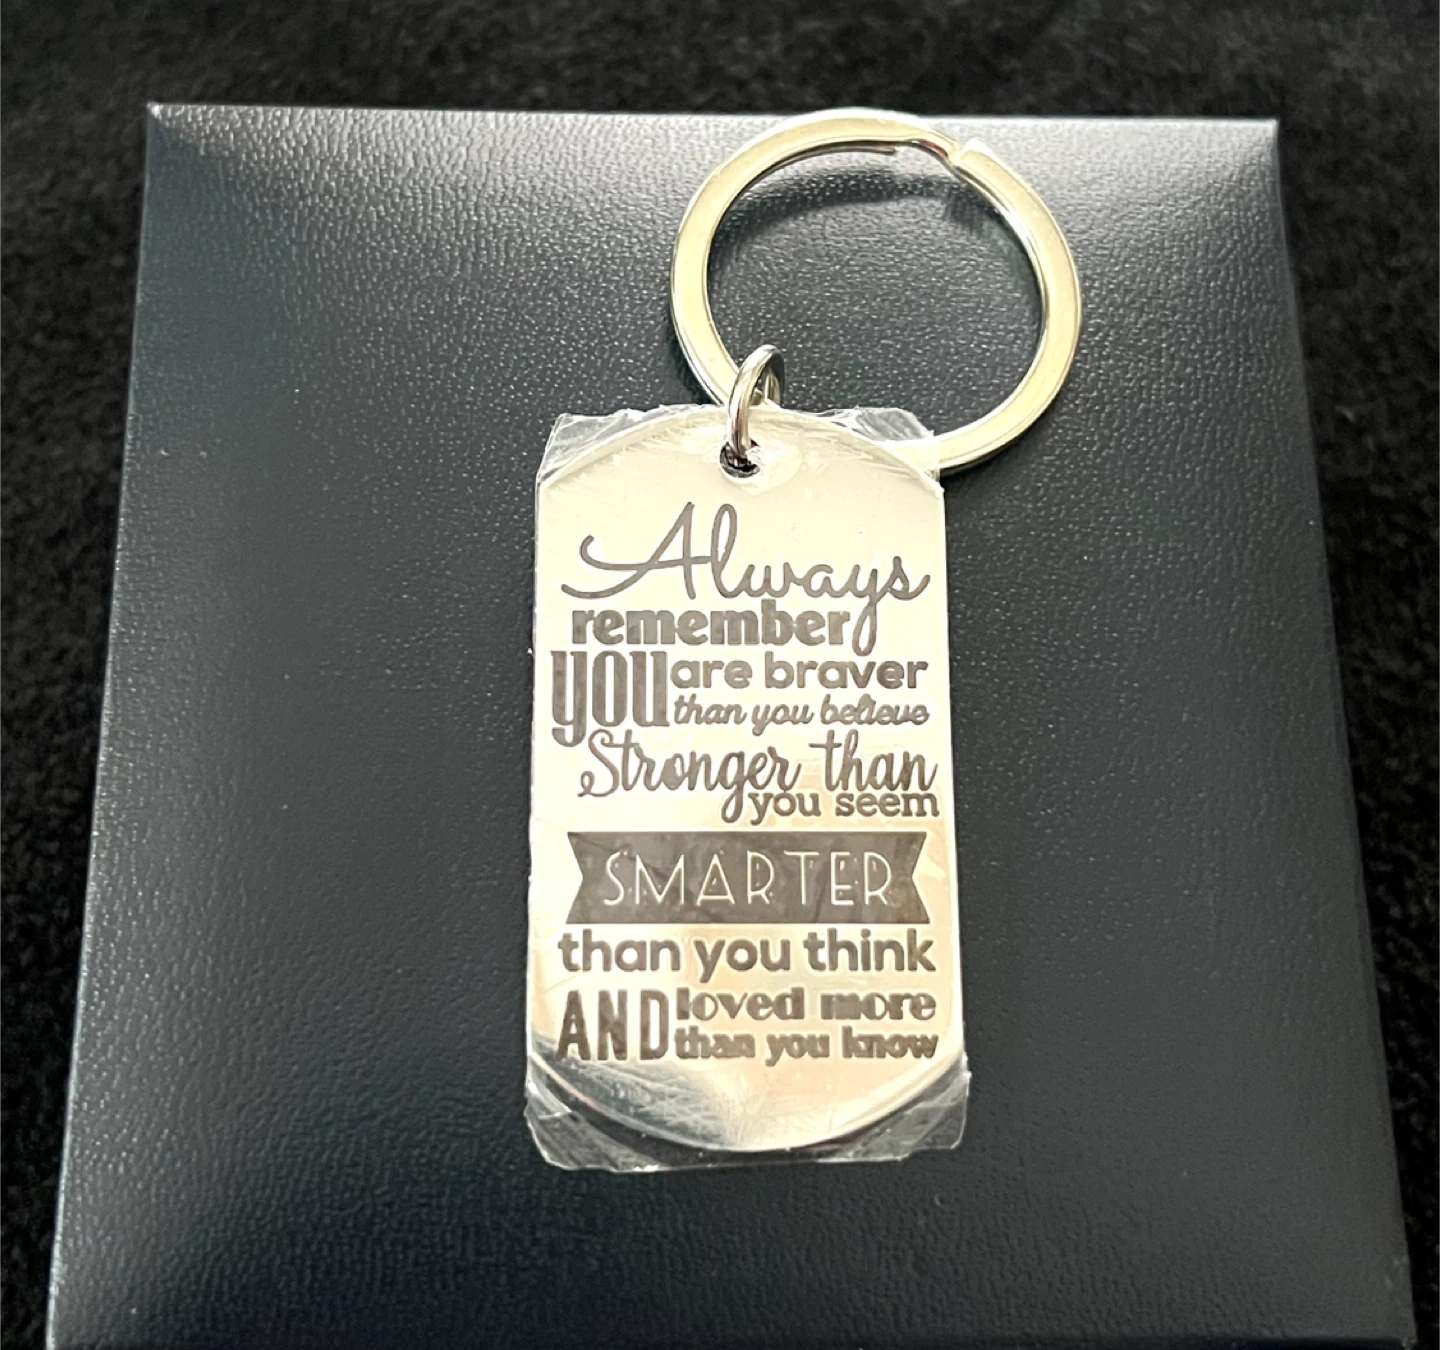 Always
remember
you are braver
than you believe
Stronger than
you seem
SMARTER
than you think
AND loved more
than you know